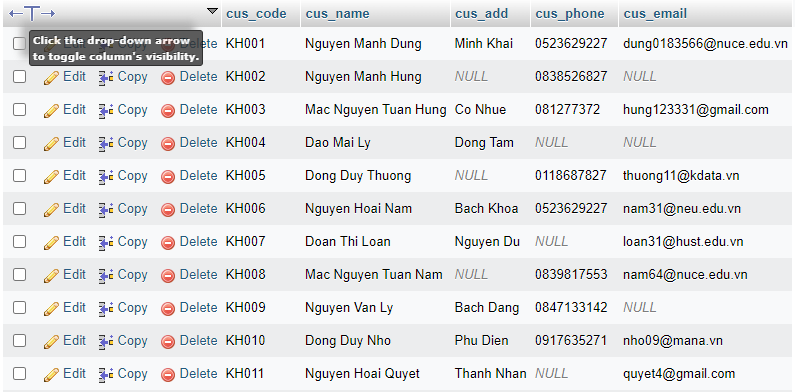 cus_code cus_name cus_add cus_phone cus_email
Click the drop-down arrow
to toggle column's visibility.
KH001 Nguyen Manh Dung Minh Khai 0523629227 dung0183566@nuce.edu.vn
Edit Copy Delete KH002 Nguyen Manh Hung NULL 0838526827 NULL
Edit Copy Delete KH003 Mac Nguyen Tuan Hung Co Nhue 081277372 hung123331@gmail.com
Edit Copy Delete KH004 Dao Mai Ly Dong Tam NULL NULL
Edit Copy Delete KH005 Dong Duy Thuong NULL 0118687827 thuong11@kdata.vn
Edit Copy Delete KH006 Nguyen Hoai Nam Bach Khoa 0523629227 nam31@neu.edu.vn
Edit Copy Delete KH007 Doan Thi Loan Nguyen Du NULL loan31@hust.edu.vn
Edit Copy Delete KH008 Mac Nguyen Tuan Nam NULL 0839817553 nam64@nuce.edu.vn
Edit Copy Delete KH009 Nguyen Van Ly Bach Dang 0847133142 NULL
Edit Copy Delete KH010 Dong Duy Nho Phu Dien 0917635271 nho09@mana.vn
Edit Copy Delete KH011 Nguyen Hoai Quyet Thanh Nhan NULL quyet4@gmail.com